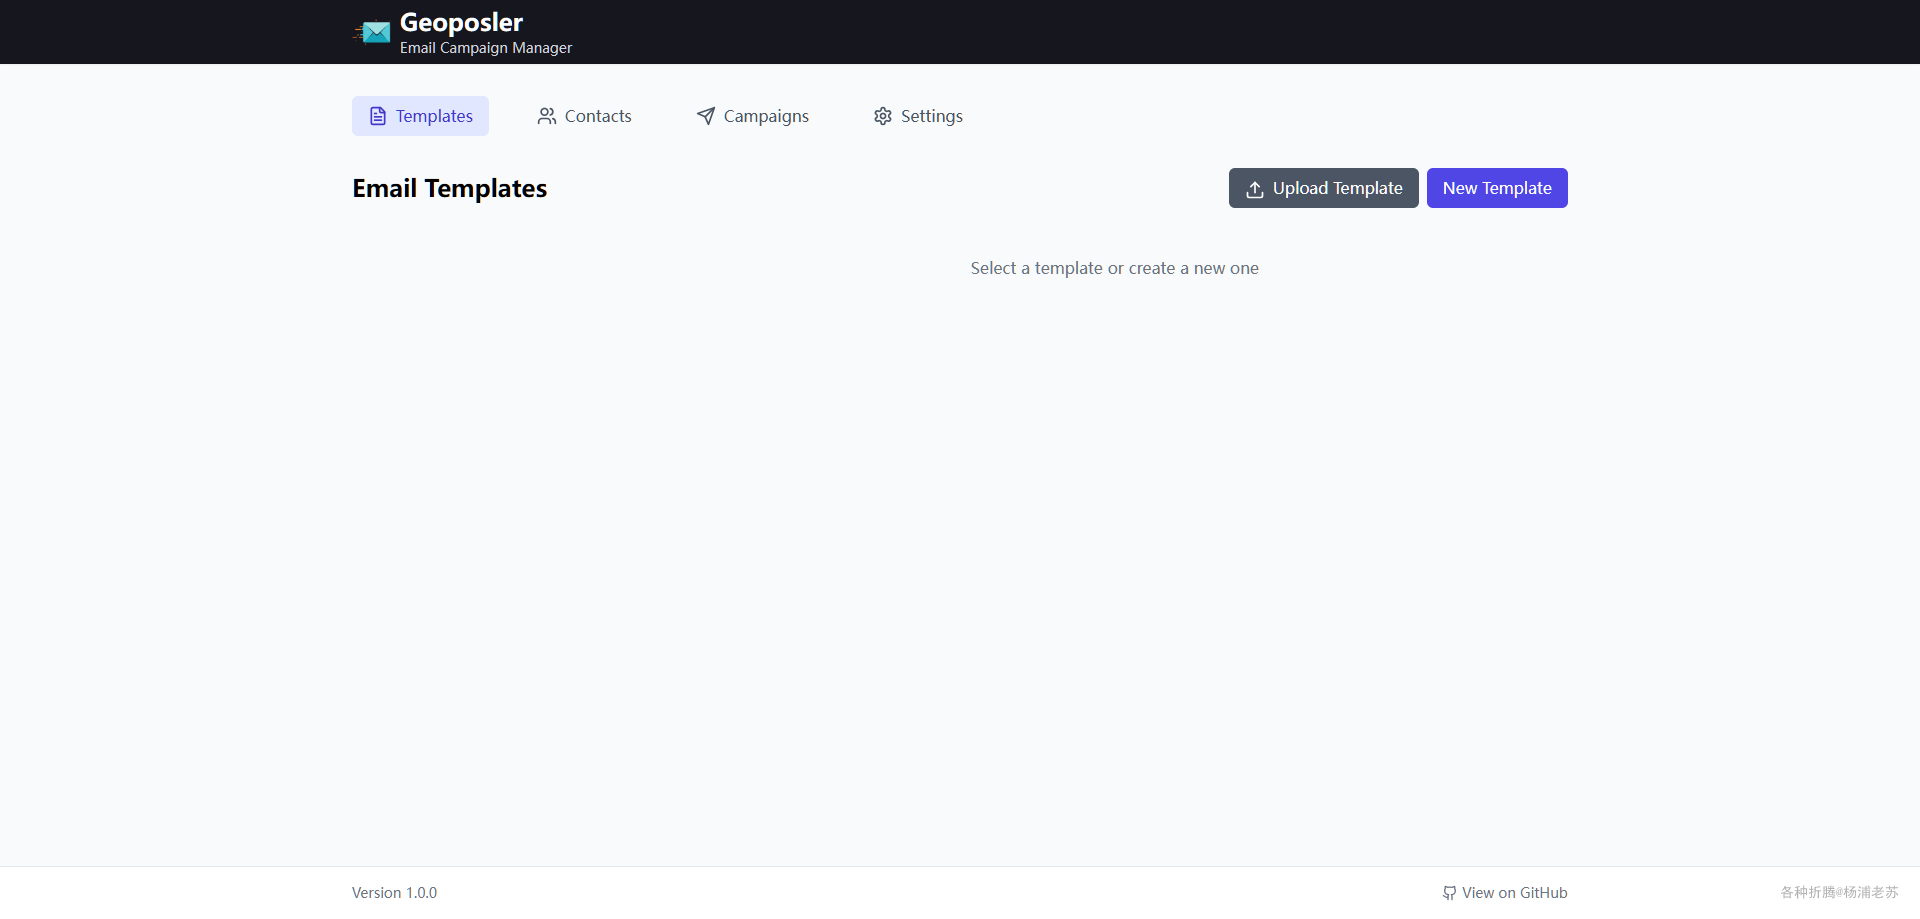 Geoposler
Email Campaign Manager
Templates
Contacts
Campaigns
Settings
Email Templates
Upload Template
New Template
Select a template or create a new one
Version 1.0.0
View on GitHub
各种折腾@杨浦老苏